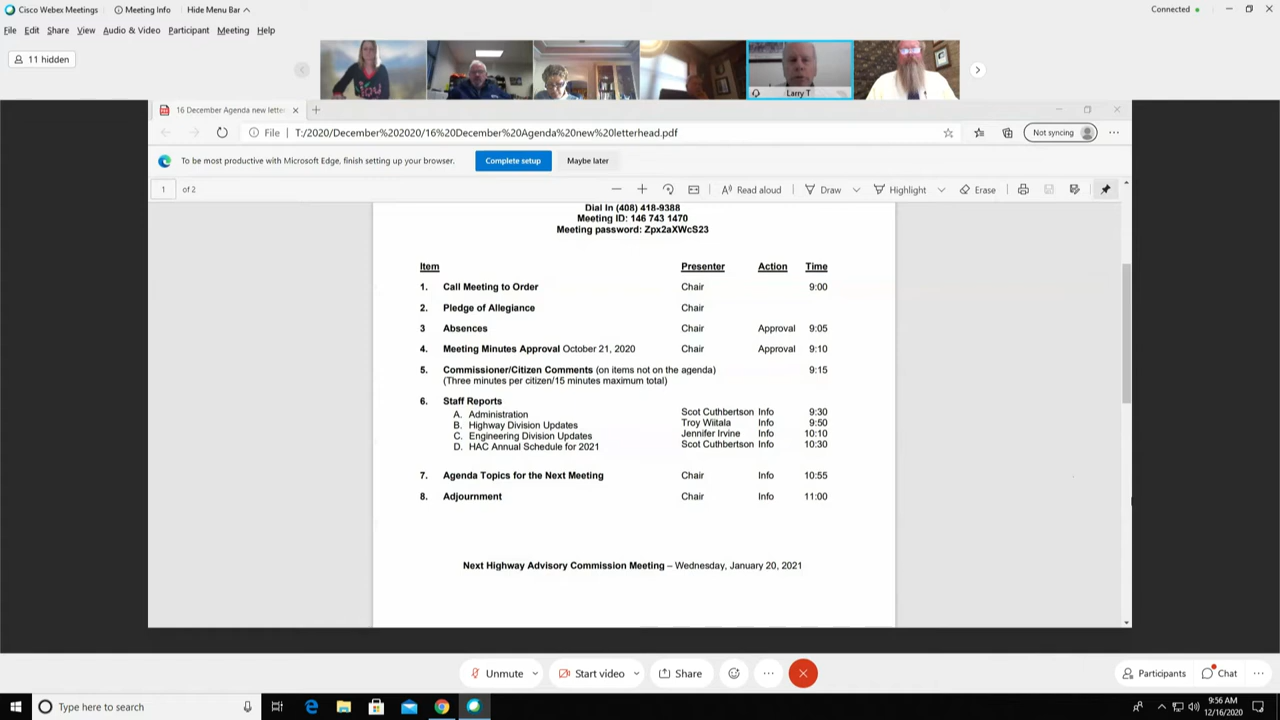 Cisco Webex Meetings Meeting Info Hide Menu Bar Connected
File Edit Share View Audio & Video Participant Meeting Help
11 hidden
Larry T
16 December Agenda new lette
File T:/2020/December%202020/16%20December%20Agenda%20new%20letterhead.pdf Not syncing
To be most productive with Microsoft Edge, finish setting up your browser. Complete setup Maybe later
1 of 2 Read aloud Draw Highlight Erase
Dial In (408) 418-9388
Meeting ID: 146 743 1470
Meeting password: Zpx2aXWcS23
Item Presenter Action Time
1. Call Meeting to Order Chair 9:00
2. Pledge of Allegiance Chair
3 Absences Chair Approval 9:05
4. Meeting Minutes Approval October 21, 2020 Chair Approval 9:10
5. Commissioner/Citizen Comments (on items not on the agenda) 9:15
(Three minutes per citizen/15 minutes maximum total)
6. Staff Reports
A. Administration Scot Cuthbertson Info 9:30
B. Highway Division Updates Troy Wiitala Info 9:50
C. Engineering Division Updates Jennifer Irvine Info 10:10
D. HAC Annual Schedule for 2021 Scot Cuthbertson Info 10:30
7. Agenda Topics for the Next Meeting Chair Info 10:55
8. Adjournment Chair Info 11:00
Next Highway Advisory Commission Meeting – Wednesday, January 20, 2021
Unmute Start video Share Participants Chat
Type here to search 9:56 AM
12/16/2020